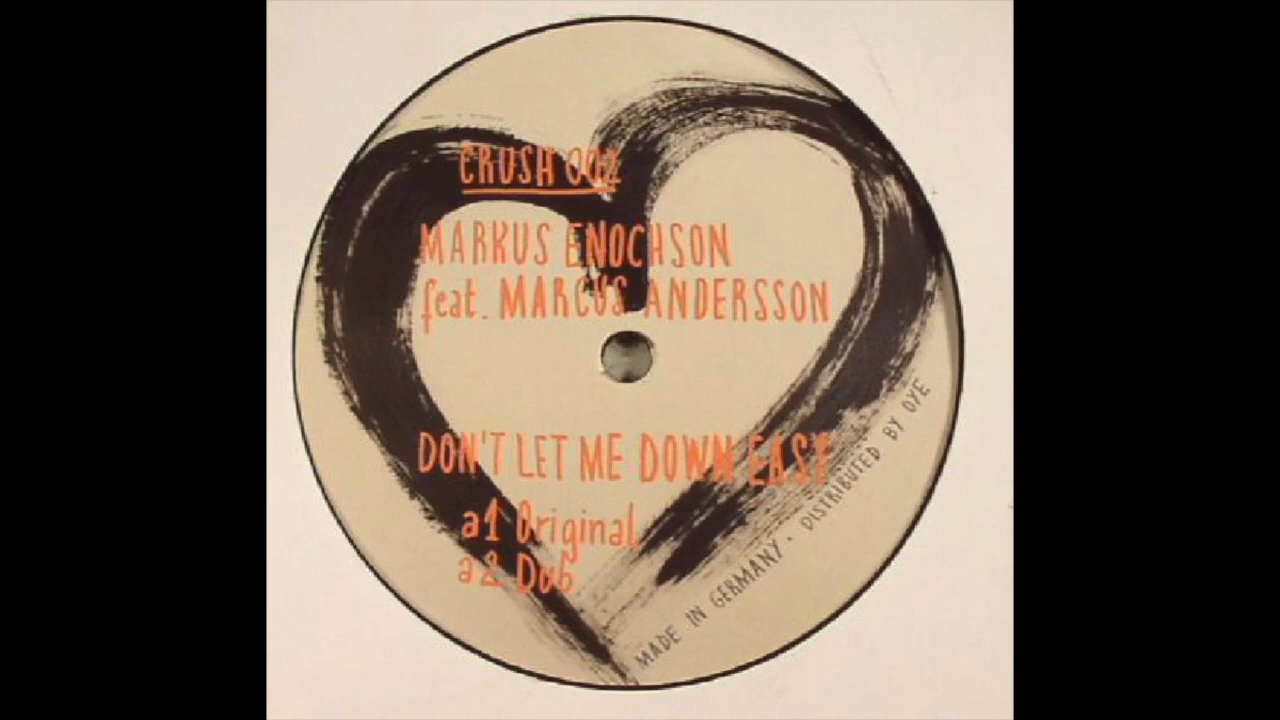 CRUSH 002
MARKUS ENOCHSON
feat. MARCUS ANDERSSON
DON'T LET ME DOWN EASY
a1 Original
a2 Dub
MADE IN GERMANY · DISTRIBUTED BY OYE